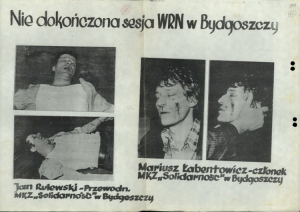 Nie dokończona sesja WRN w Bydgoszczy
Jan Rulewski - Przewodn.
MKZ „Solidarność" w Bydgoszczy
Mariusz Łabentowicz - członek
MKZ „Solidarność" w Bydgoszczy